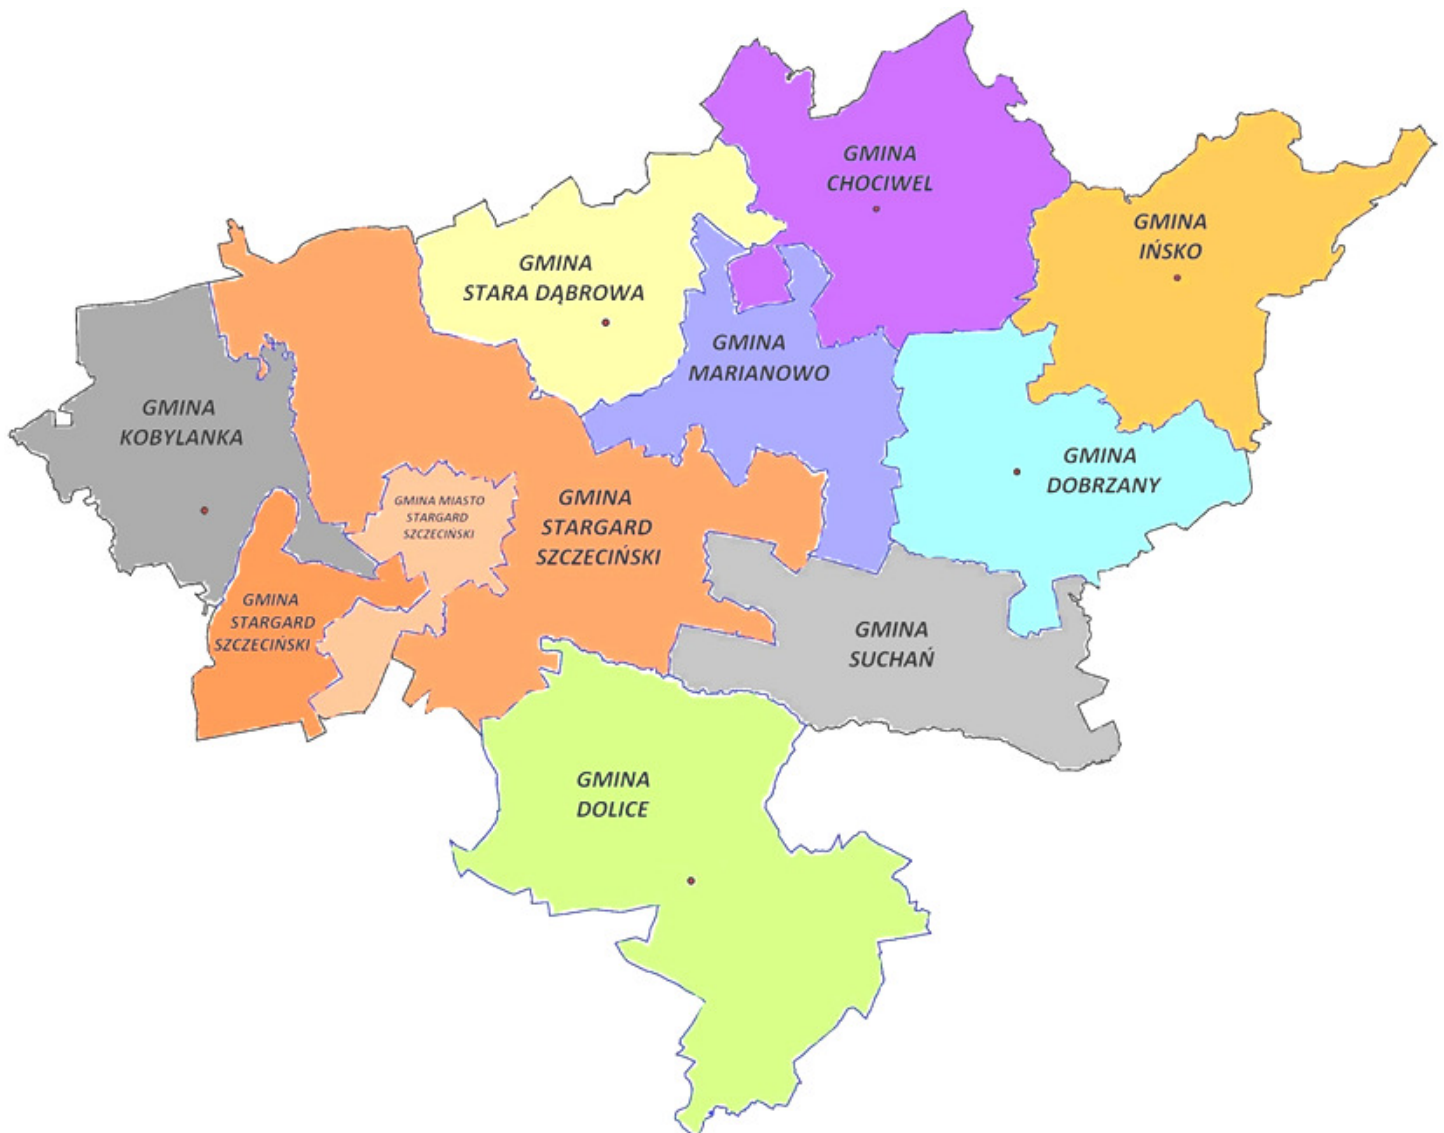 GMINA
CHOCIWEL
GMINA
IŃSKO
GMINA
STARA DĄBROWA
GMINA
MARIANOWO
GMINA
KOBYLANKA
GMINA
DOBRZANY
GMINA MIASTO
STARGARD
SZCZECIŃSKI
GMINA
STARGARD
SZCZECIŃSKI
GMINA
STARGARD
SZCZECIŃSKI
GMINA
SUCHAŃ
GMINA
DOLICE